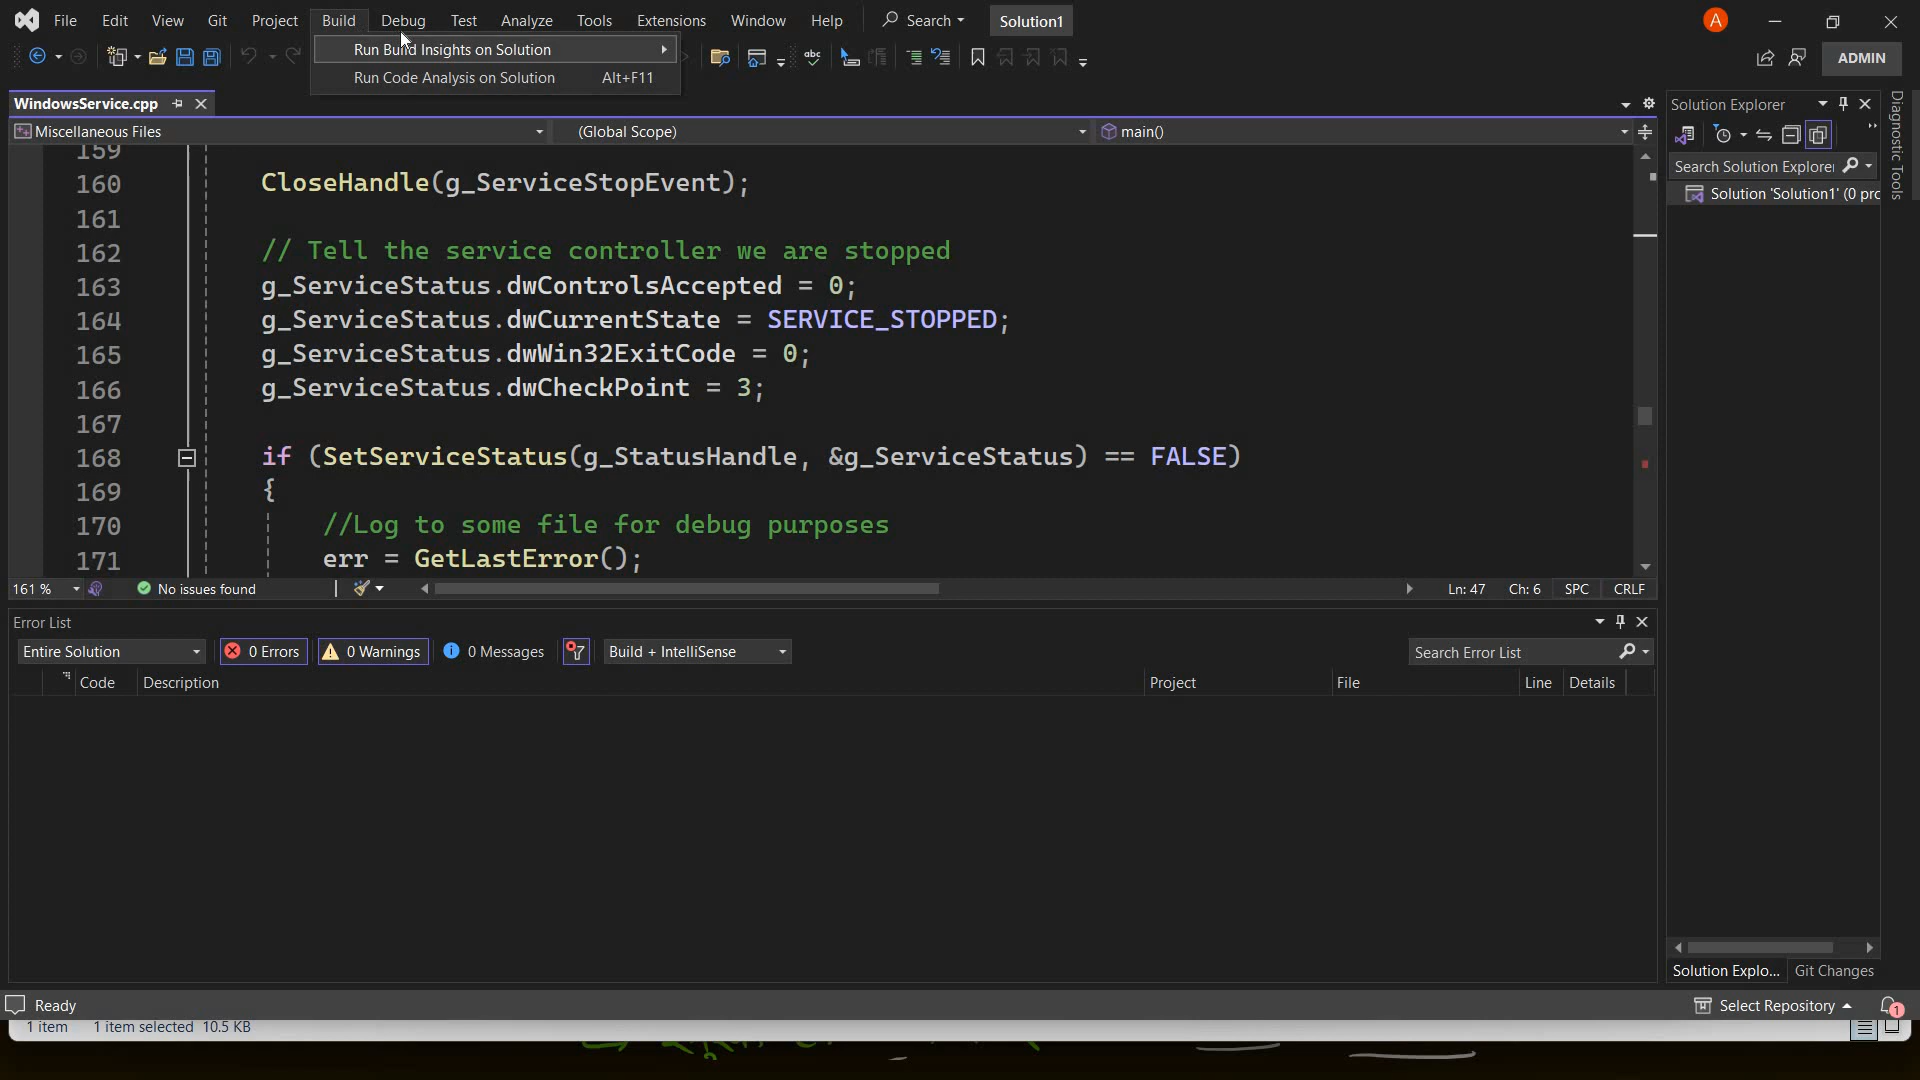 File Edit View Git Project Build Debug Test Analyze Tools Extensions Window Help Search Solution1 A
Run Build Insights on Solution
Run Code Analysis on Solution Alt+F11
ADMIN
WindowsService.cpp
Miscellaneous Files (Global Scope) main()
159
160 CloseHandle(g_ServiceStopEvent);
161
162 // Tell the service controller we are stopped
163 g_ServiceStatus.dwControlsAccepted = 0;
164 g_ServiceStatus.dwCurrentState = SERVICE_STOPPED;
165 g_ServiceStatus.dwWin32ExitCode = 0;
166 g_ServiceStatus.dwCheckPoint = 3;
167
168 if (SetServiceStatus(g_StatusHandle, &g_ServiceStatus) == FALSE)
169 {
170 //Log to some file for debug purposes
171 err = GetLastError();
161 % No issues found Ln: 47 Ch: 6 SPC CRLF
Error List
Entire Solution 0 Errors 0 Warnings 0 Messages Build + IntelliSense Search Error List
Code Description Project File Line Details
Solution Explorer
Search Solution Explorer
Solution 'Solution1' (0 pro
Solution Explo... Git Changes
Diagnostic Tools
Ready Select Repository 1
1 item 1 item selected 10.5 KB